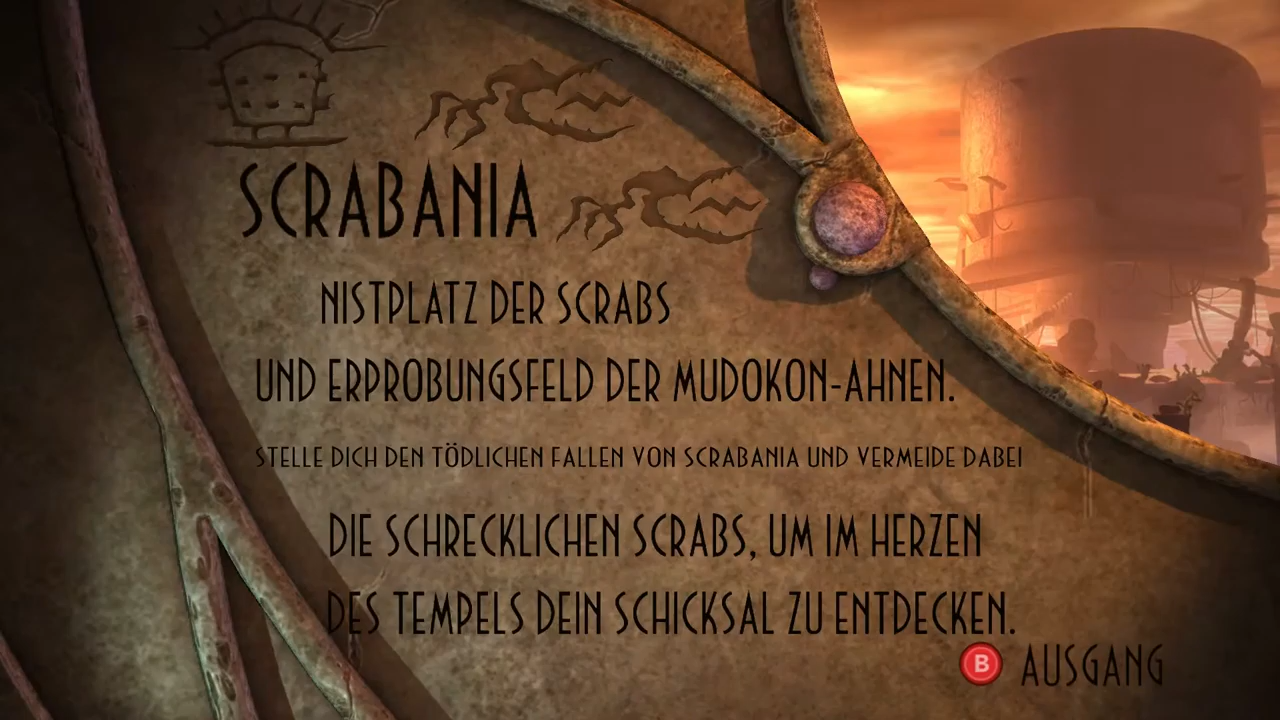 SCRABANIA
NISTPLATZ DER SCRABS
UND ERPROBUNGSFELD DER MUDOKON-AHNEN.
STELLE DICH DEN TÖDLICHEN FALLEN VON SCRABANIA UND VERMEIDE DABEI
DIE SCHRECKLICHEN SCRABS, UM IM HERZEN
DES TEMPELS DEIN SCHICKSAL ZU ENTDECKEN.
B AUSGANG